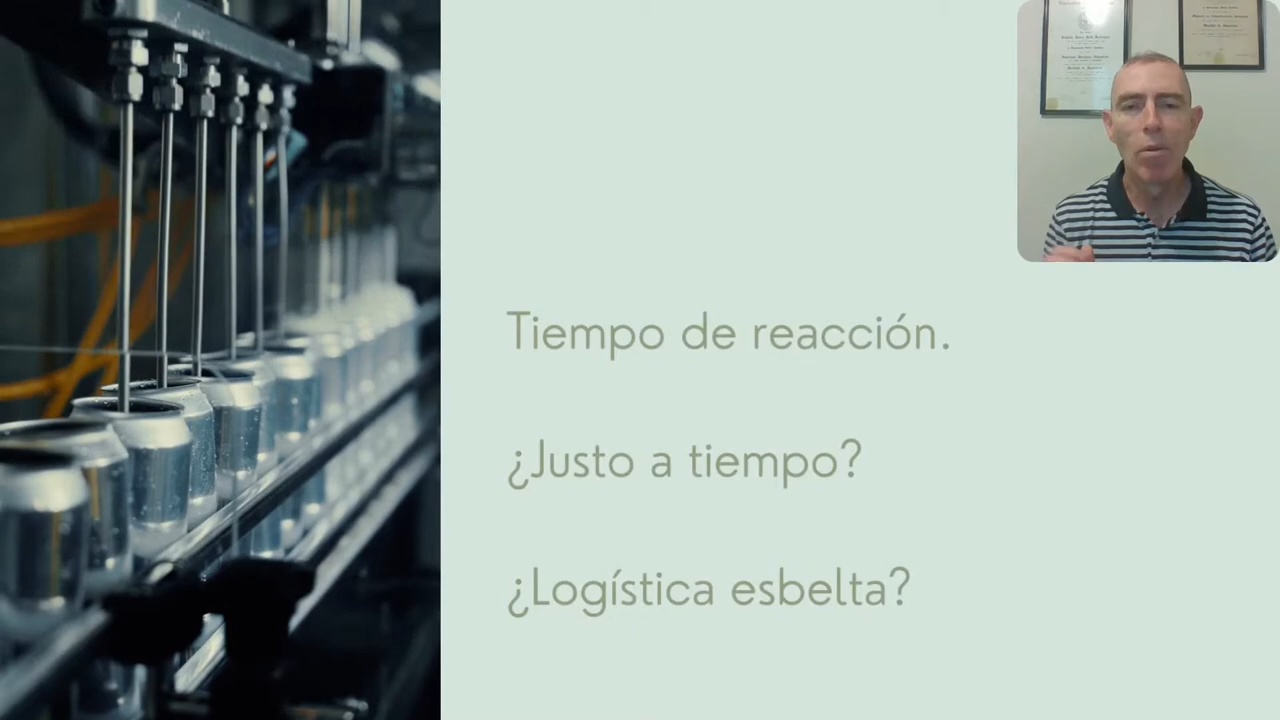 Tiempo de reacción.
¿Justo a tiempo?
¿Logística esbelta?